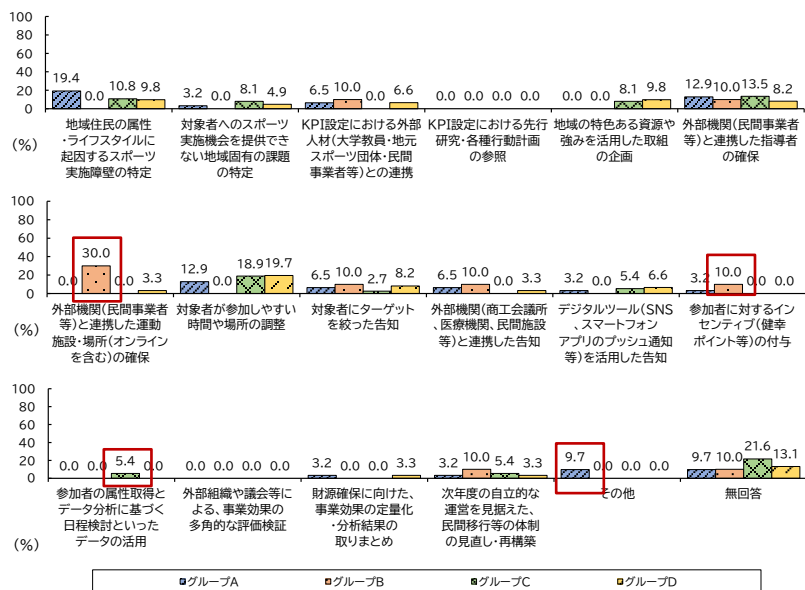 100
80
60
40
20
0
(%)
19.4 0.0 10.8 9.8
3.2 0.0 8.1 4.9
6.5 10.0 0.0 6.6
0.0 0.0 0.0 0.0
0.0 0.0 8.1 9.8
12.9 10.0 13.5 8.2
地域住民の属性
・ライフスタイルに
起因するスポーツ
実施障壁の特定
対象者へのスポーツ
実施機会を提供でき
ない地域固有の課題
の特定
KPI設定における外部
人材(大学教員・地元
スポーツ団体・民間
事業者等)との連携
KPI設定における先行
研究・各種行動計画
の参照
地域の特色ある資源や
強みを活用した取組
の企画
外部機関(民間事業者
等)と連携した指導者
の確保
100
80
60
40
20
0
(%)
0.0 30.0 0.0 3.3
12.9 0.0 18.9 19.7
6.5 10.0 2.7 8.2
6.5 10.0 0.0 3.3
3.2 0.0 5.4 6.6
3.2 10.0 0.0 0.0
外部機関(民間事業者
等)と連携した運動
施設・場所(オンライン
を含む)の確保
対象者が参加しやすい
時間や場所の調整
対象者にターゲット
を絞った告知
外部機関(商工会議所
、医療機関、民間施設
等)と連携した告知
デジタルツール(SNS
、スマートフォン
アプリのプッシュ通知
等)を活用した告知
参加者に対するイン
センティブ(健幸
ポイント等)の付与
100
80
60
40
20
0
(%)
0.0 0.0 5.4 0.0
0.0 0.0 0.0 0.0
3.2 0.0 0.0 3.3
3.2 10.0 5.4 3.3
9.7 0.0 0.0 0.0
9.7 10.0 21.6 13.1
参加者の属性取得と
データ分析に基づく
日程検討といった
データの活用
外部組織や議会等に
よる、事業効果の
多角的な評価検証
財源確保に向けた、
事業効果の定量化
・分析結果の
取りまとめ
次年度の自立的な
運営を見据えた、
民間移行等の体制
の見直し・再構築
その他
無回答
グループA グループB グループC グループD